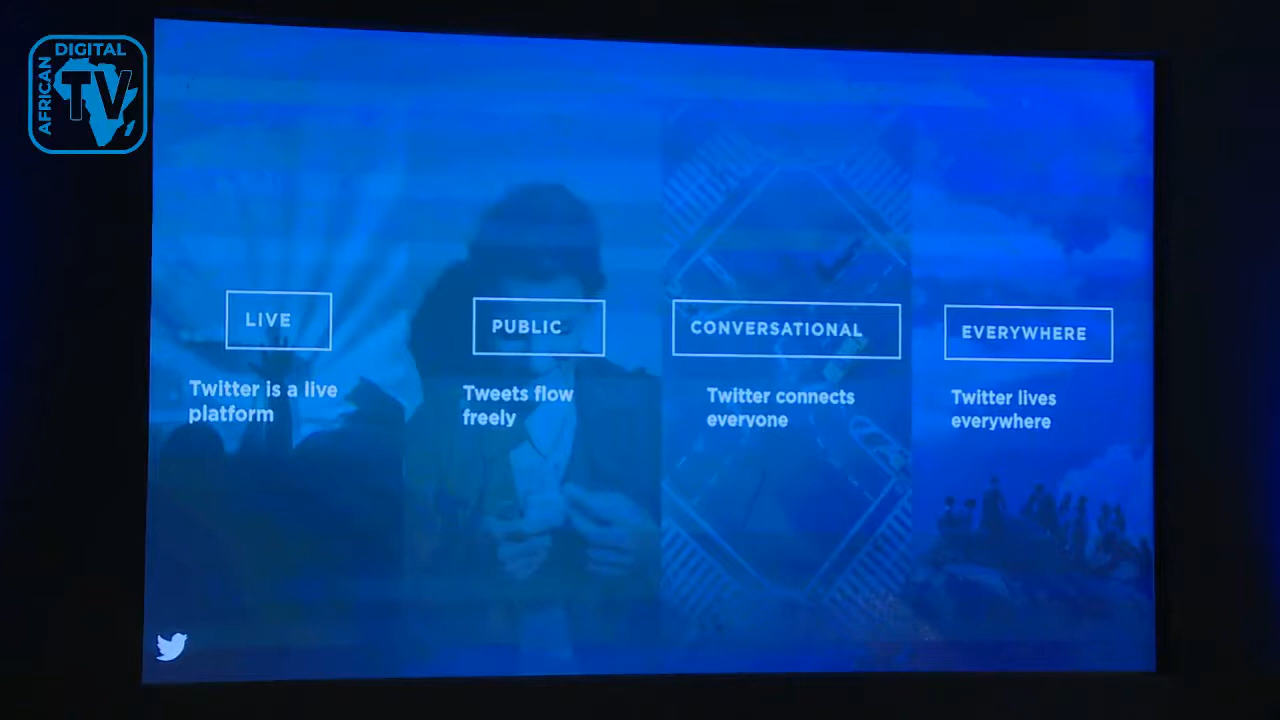 AFRICAN
DIGITAL
TV
LIVE
Twitter is a live
platform
PUBLIC
Tweets flow
freely
CONVERSATIONAL
Twitter connects
everyone
EVERYWHERE
Twitter lives
everywhere